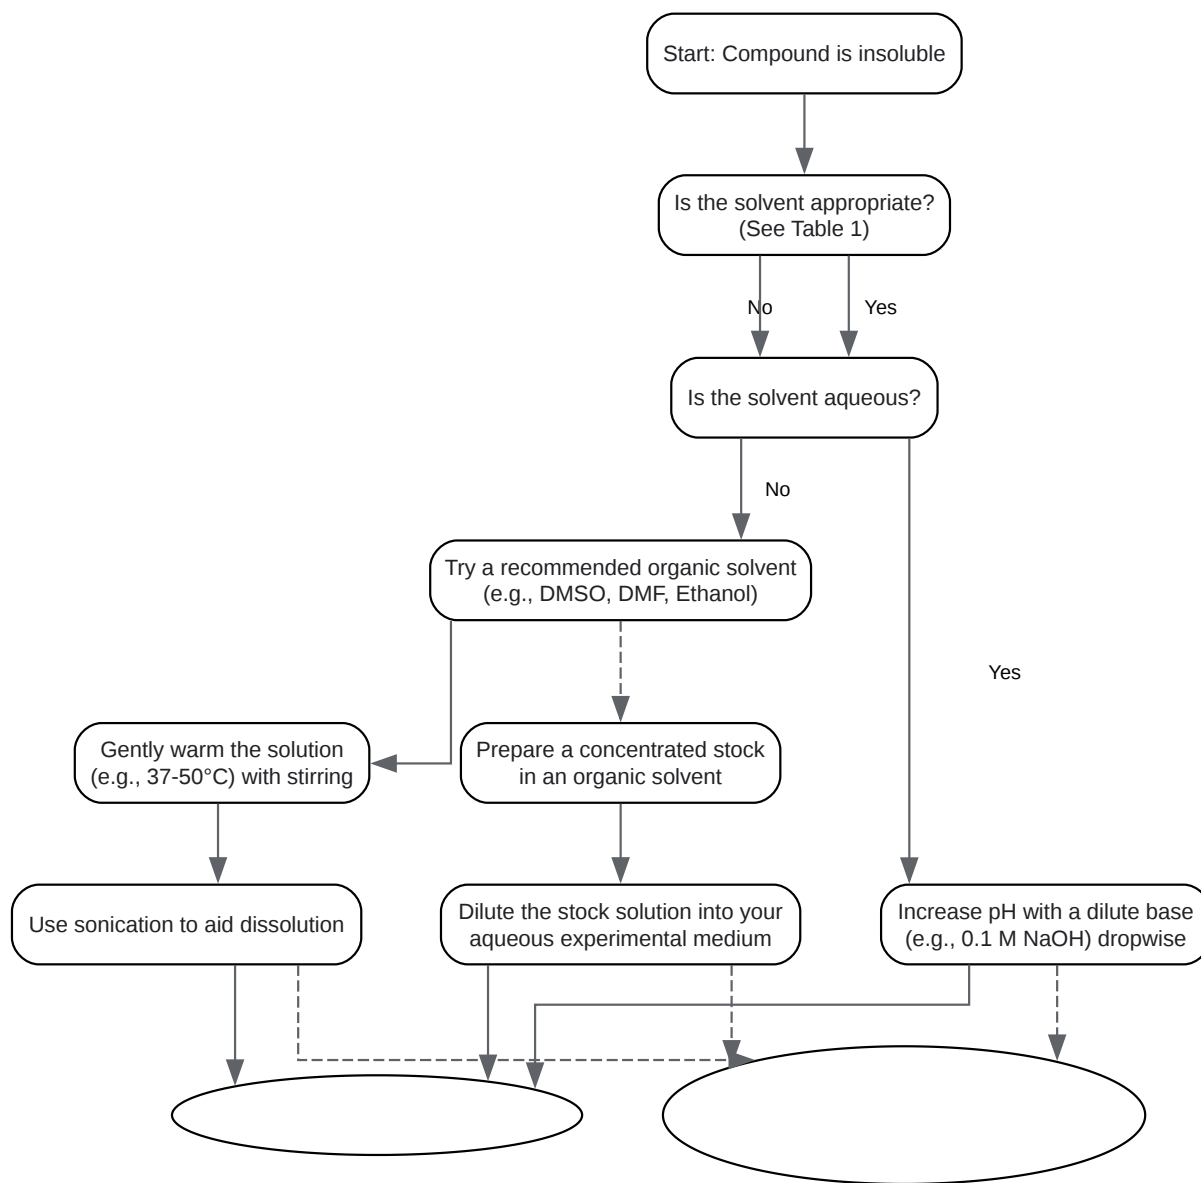 Start: Compound is insoluble
Is the solvent appropriate?
(See Table 1)
No
Yes
Is the solvent aqueous?
No
Try a recommended organic solvent
(e.g., DMSO, DMF, Ethanol)
Yes
Gently warm the solution
(e.g., 37-50°C) with stirring
Prepare a concentrated stock
in an organic solvent
Use sonication to aid dissolution
Dilute the stock solution into your
aqueous experimental medium
Increase pH with a dilute base
(e.g., 0.1 M NaOH) dropwise